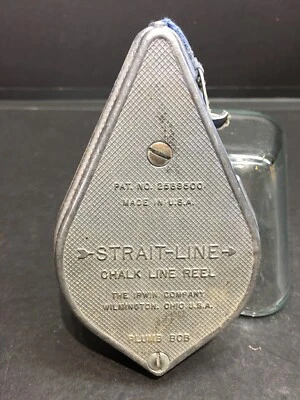 PAT. NO. 2588600
MADE IN U.S.A.
STRAIT-LINE
CHALK LINE REEL
THE IRWIN COMPANY
WILMINGTON, OHIO U.S.A.
PLUMB BOB